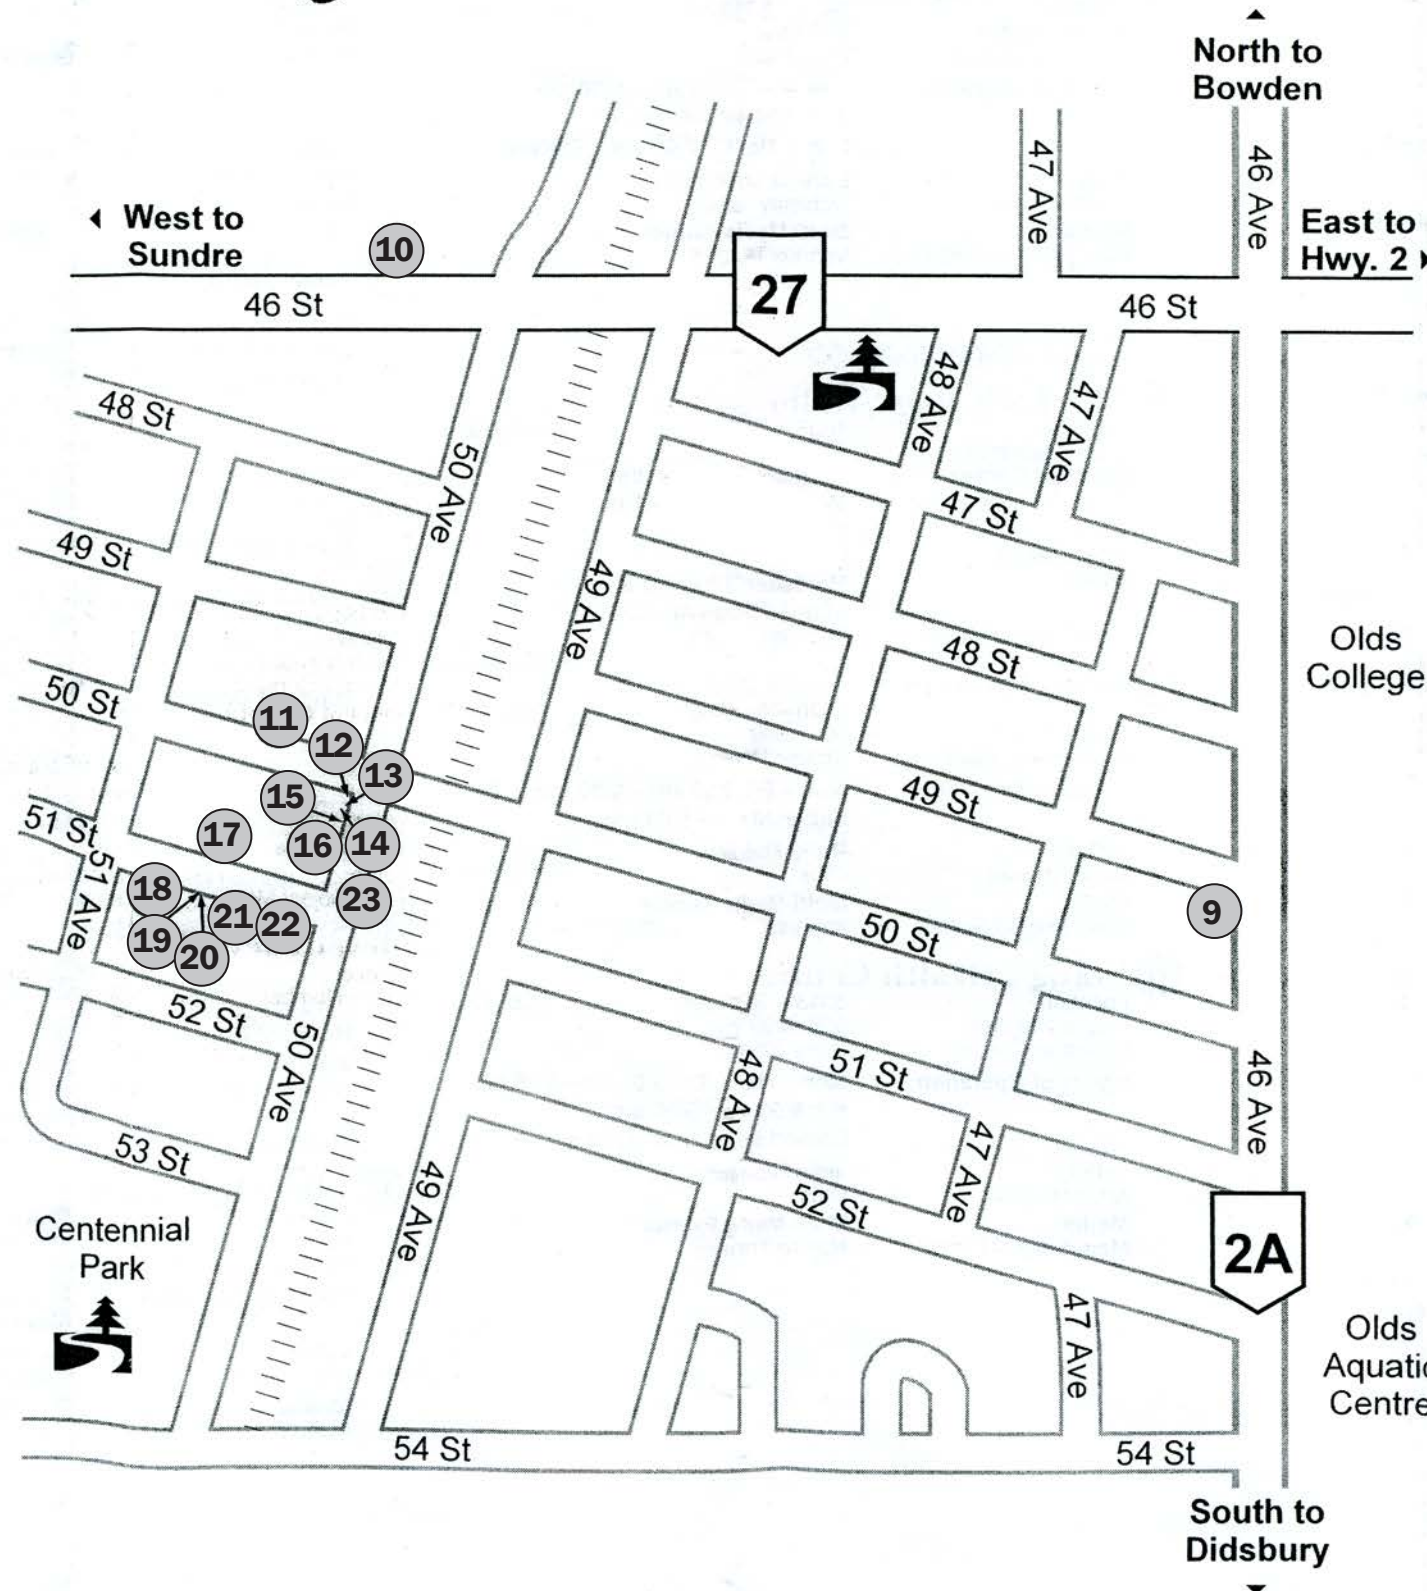 North to
Bowden
47 Ave
46 Ave
West to
Sundre
10
East to
Hwy. 2
46 St
27
46 St
48 St
50 Ave
48 Ave
47 Ave
47 St
49 St
49 Ave
48 St
Olds
College
50 St
11
12
13
15
49 St
51 St
17
16
14
51 Ave
18
23
21
22
9
19
20
50 St
52 St
50 Ave
51 St
48 Ave
46 Ave
53 St
49 Ave
47 Ave
52 St
Centennial
Park
2A
47 Ave
Olds
Aquatic
Centre
54 St
54 St
South to
Didsbury